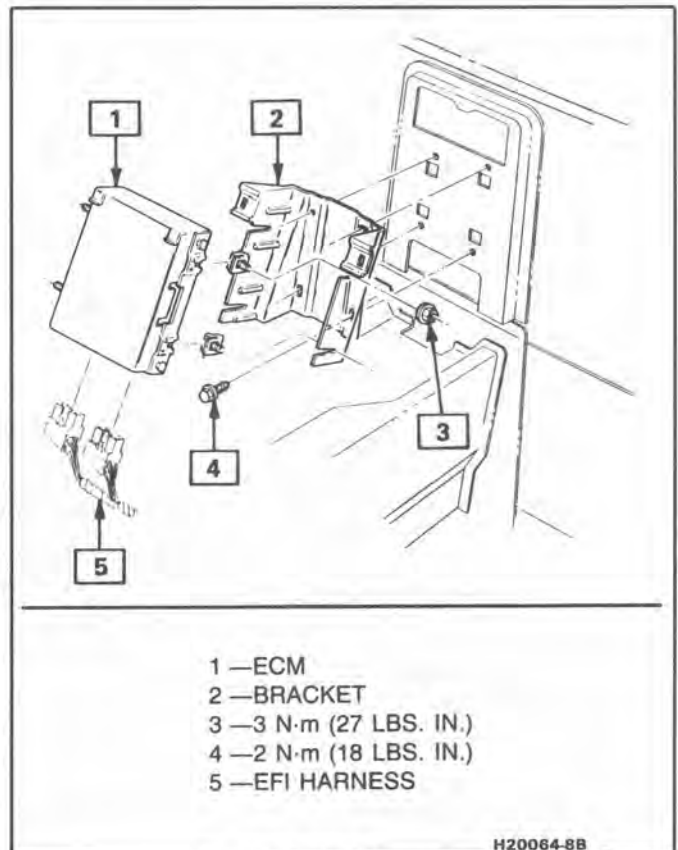 1
2
3
4
5
1 —ECM
2 —BRACKET
3 —3 N·m (27 LBS. IN.)
4 —2 N·m (18 LBS. IN.)
5 —EFI HARNESS
H20064-8B